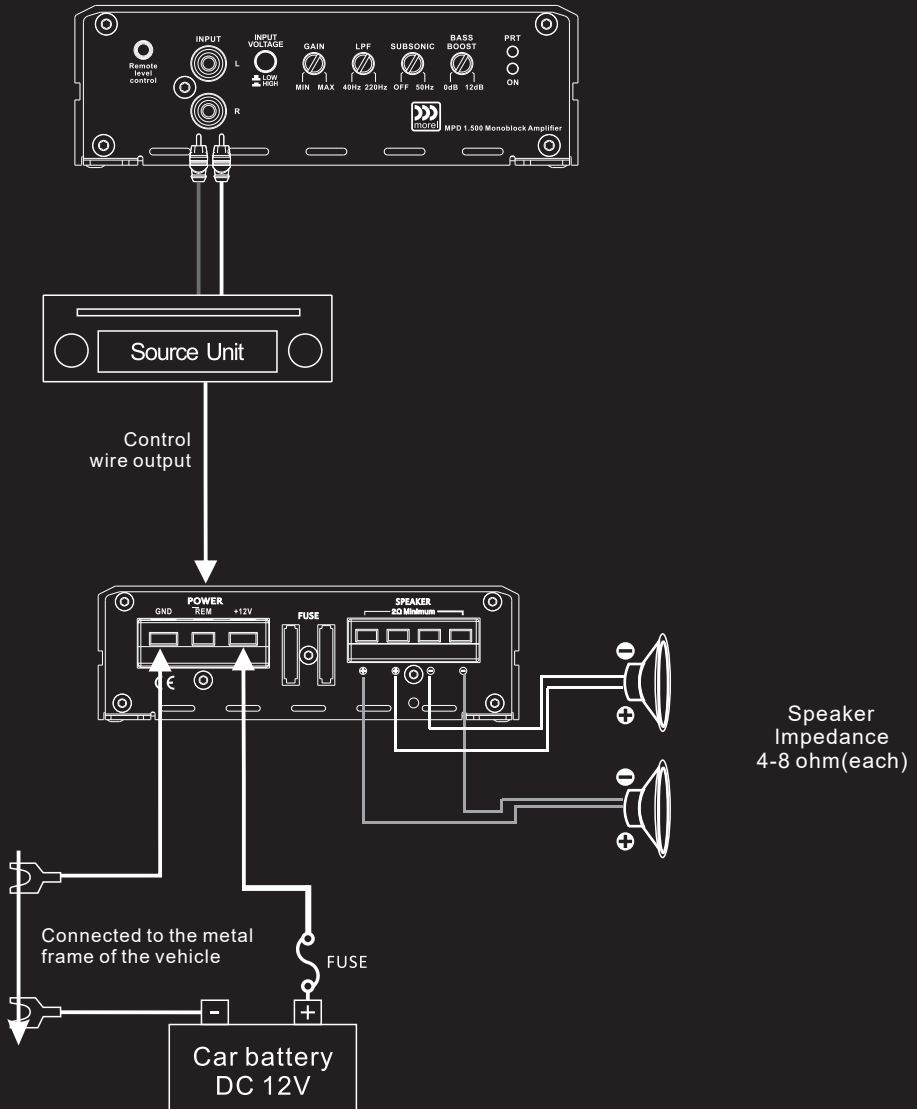 Remote
level
control
INPUT
L
R
INPUT
VOLTAGE
LOW
HIGH
GAIN
MIN MAX
LPF
40Hz 220Hz
SUBSONIC
OFF 50Hz
BASS
BOOST
0dB 12dB
PRT
ON
morel
MPD 1.500 Monoblock Amplifier
Source Unit
Control
wire output
POWER
GND REM +12V
FUSE
SPEAKER
2Ω Minimum
CE
+ + - -
-
+
-
+
Speaker
Impedance
4-8 ohm(each)
Connected to the metal
frame of the vehicle
FUSE
- +
Car battery
DC 12V